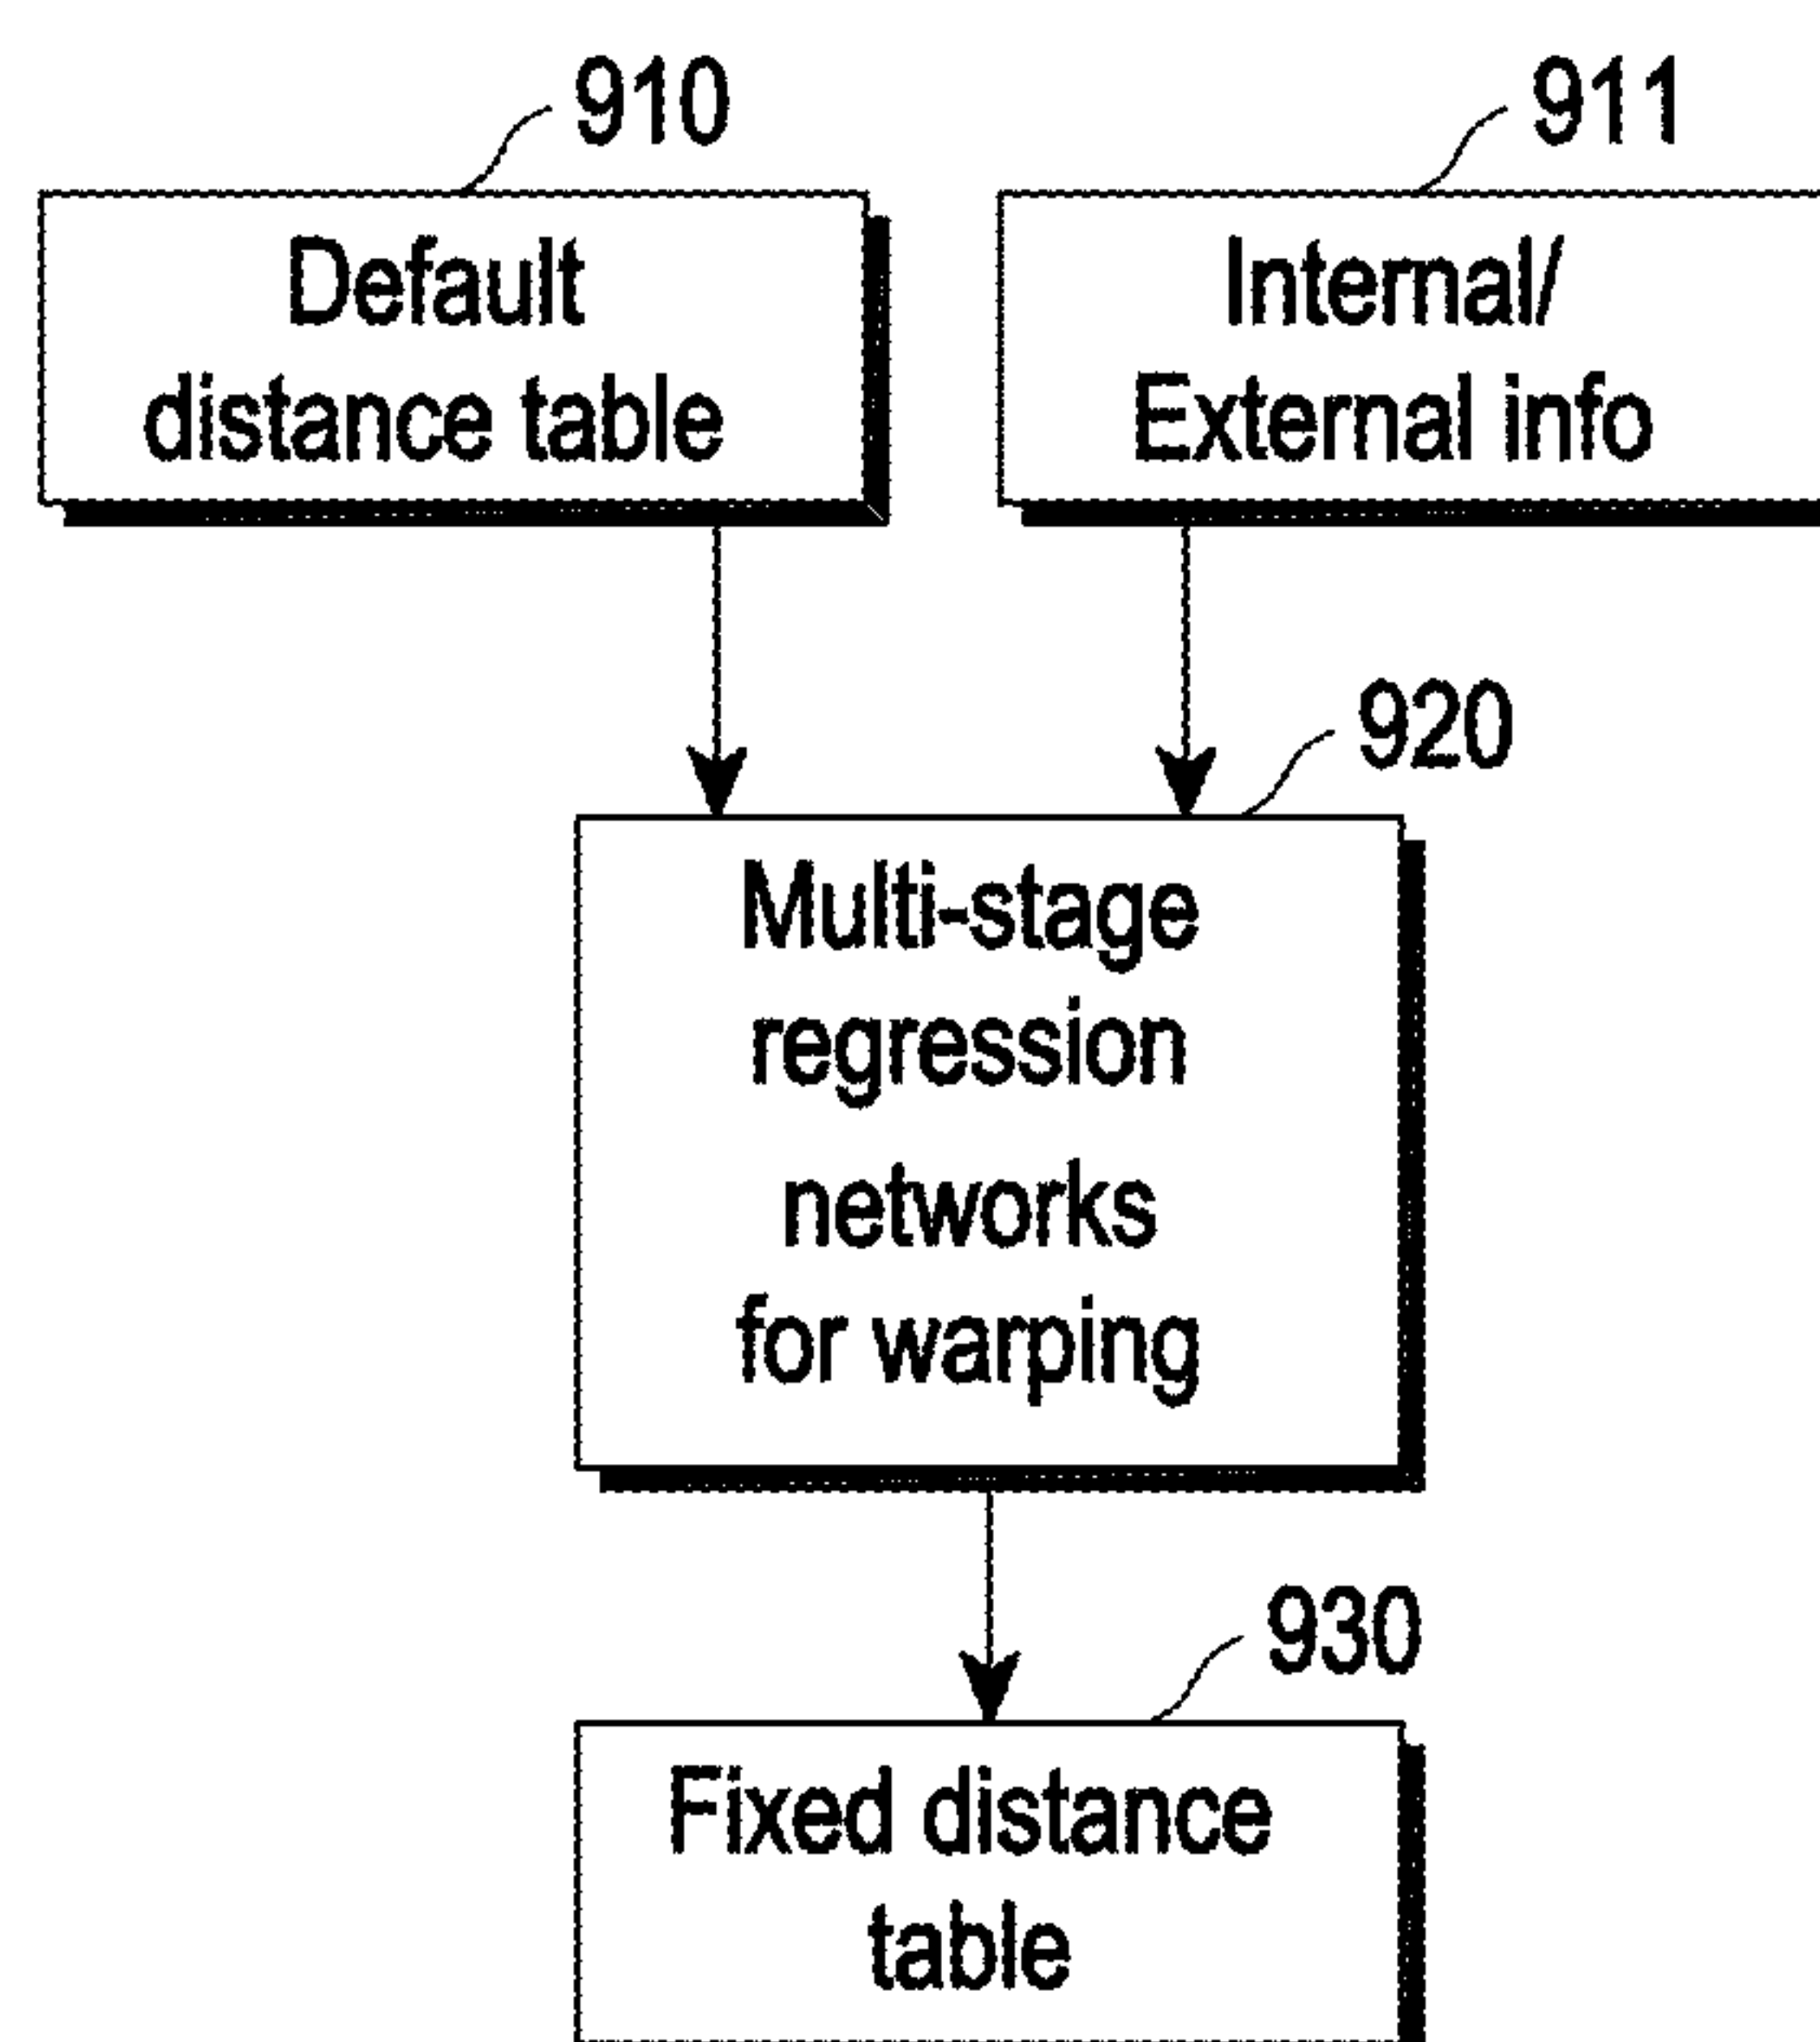 910
911
Default
distance table
Internal/
External info
920
Multi-stage
regression
networks
for warping
930
Fixed distance
table